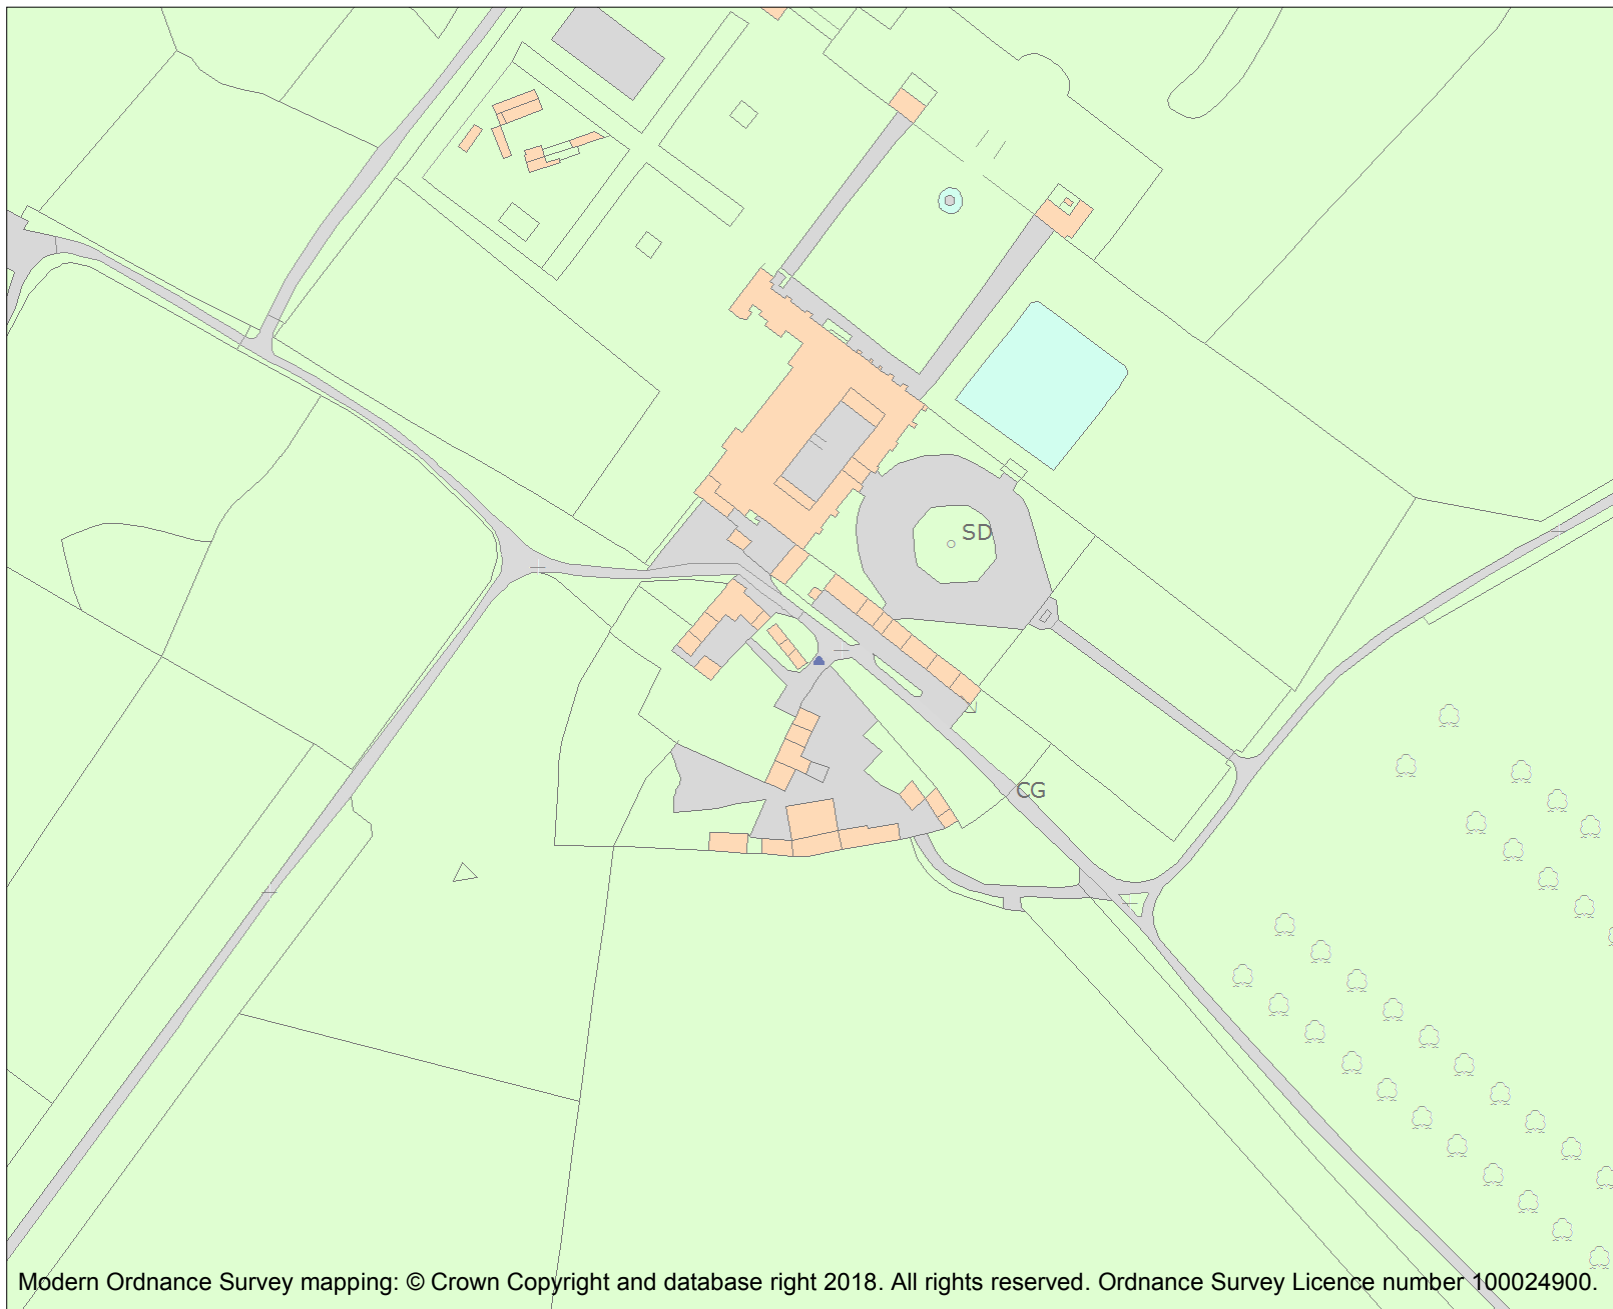 SD
CG
Modern Ordnance Survey mapping: © Crown Copyright and database right 2018. All rights reserved. Ordnance Survey Licence number 100024900.